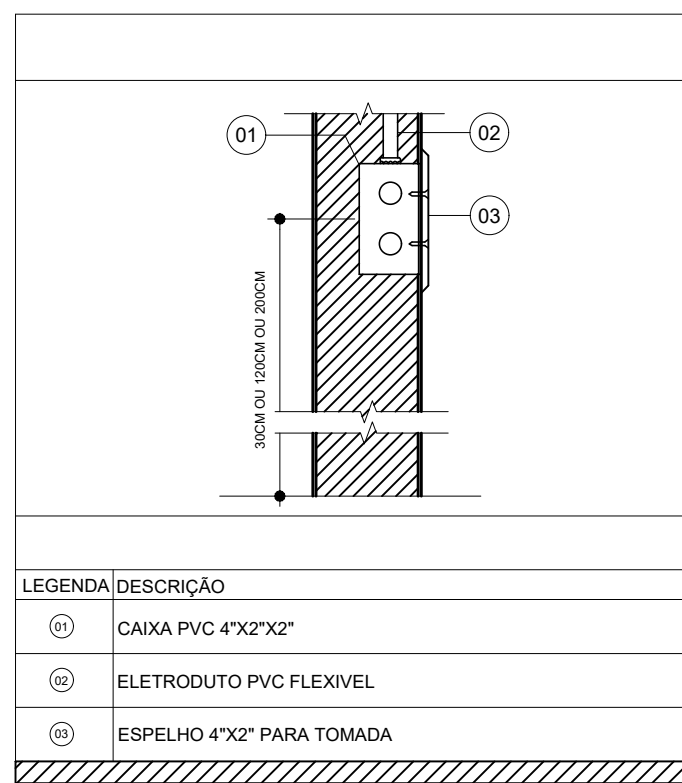 01
02
03
30CM OU 120CM OU 200CM
LEGENDA DESCRIÇÃO
01 CAIXA PVC 4"X2"X2"
02 ELETRODUTO PVC FLEXIVEL
03 ESPELHO 4"X2" PARA TOMADA